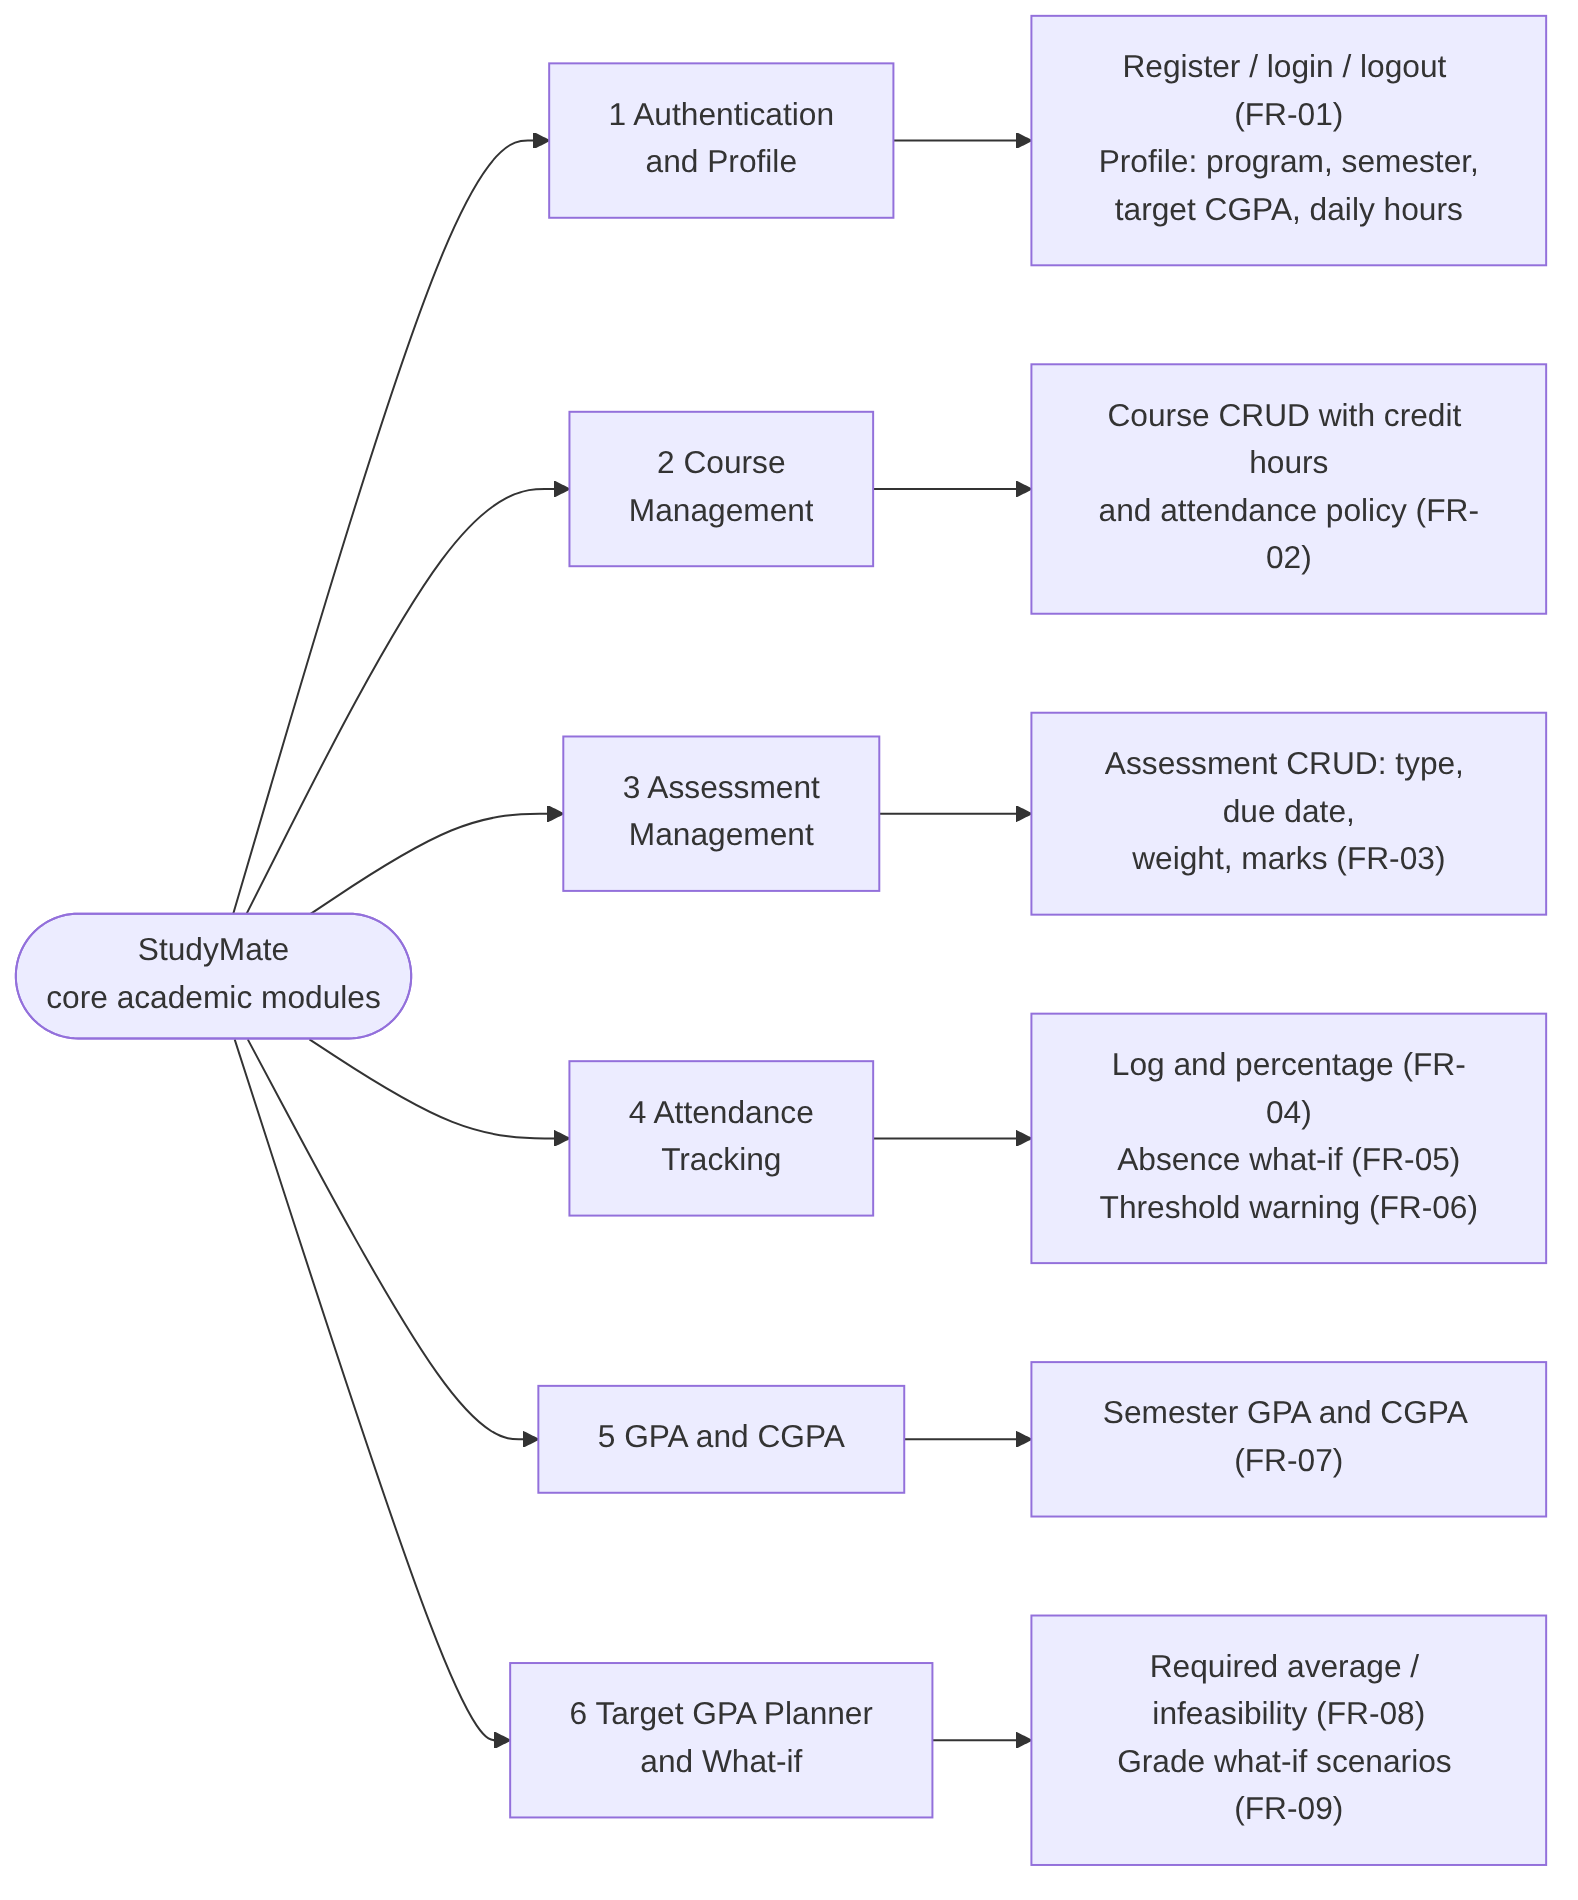 StudyMate
core academic modules
1 Authentication
and Profile
Register / login / logout
(FR-01)
Profile: program, semester,
target CGPA, daily hours
2 Course
Management
Course CRUD with credit
hours
and attendance policy (FR-
02)
3 Assessment
Management
Assessment CRUD: type,
due date,
weight, marks (FR-03)
4 Attendance
Tracking
Log and percentage (FR-
04)
Absence what-if (FR-05)
Threshold warning (FR-06)
5 GPA and CGPA
Semester GPA and CGPA
(FR-07)
6 Target GPA Planner
and What-if
Required average /
infeasibility (FR-08)
Grade what-if scenarios
(FR-09)